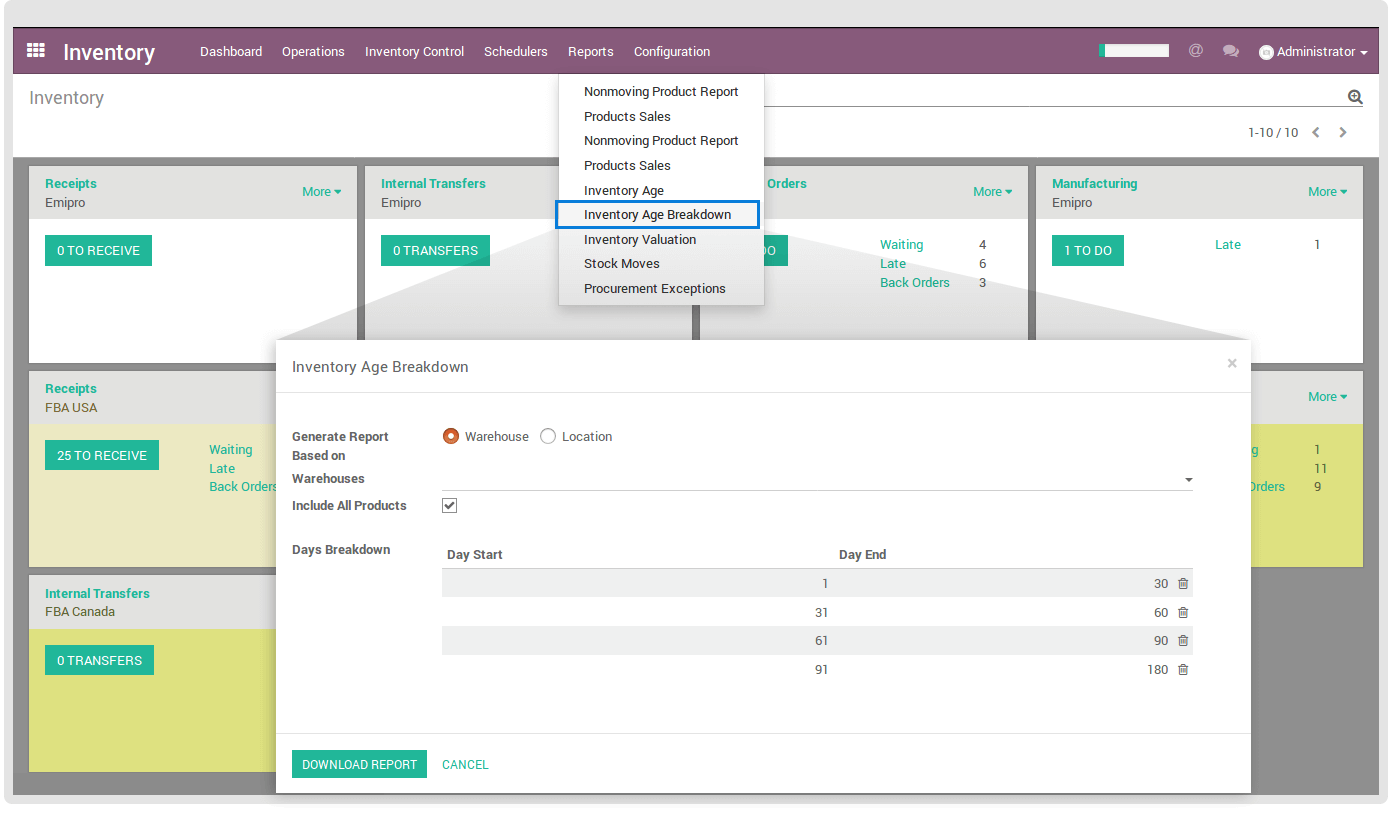 Inventory Dashboard Operations Inventory Control Schedulers Reports Configuration @ Administrator
Inventory
1-10 / 10
Nonmoving Product Report
Products Sales
Nonmoving Product Report
Products Sales
Inventory Age
Inventory Age Breakdown
Inventory Valuation
Stock Moves
Procurement Exceptions
Receipts
Emipro
More
0 TO RECEIVE
Internal Transfers
Emipro
0 TRANSFERS
Orders
More
DO
Waiting 4
Late 6
Back Orders 3
Manufacturing
Emipro
More
1 TO DO
Late 1
Receipts
FBA USA
25 TO RECEIVE
Waiting
Late
Back Orders
More
1
11
Orders 9
Internal Transfers
FBA Canada
0 TRANSFERS
Inventory Age Breakdown ×
Generate Report
Based on
Warehouse Location
Warehouses
Include All Products
Days Breakdown
Day Start Day End
1 30
31 60
61 90
91 180
DOWNLOAD REPORT CANCEL